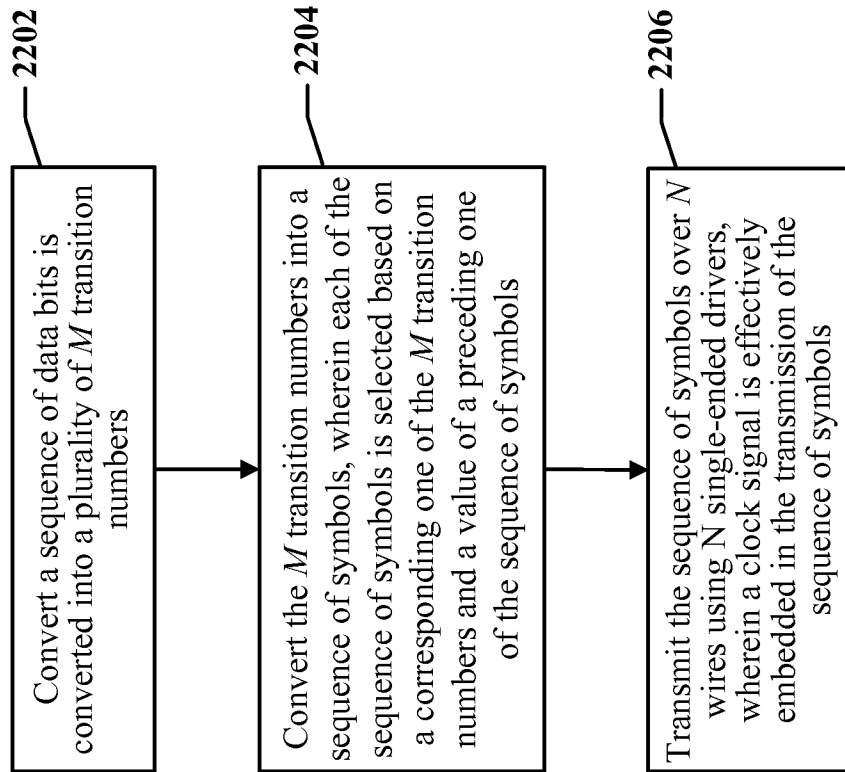 2202
Convert a sequence of data bits is
converted into a plurality of M transition
numbers
2204
Convert the M transition numbers into a
sequence of symbols, wherein each of the
sequence of symbols is selected based on
a corresponding one of the M transition
numbers and a value of a preceding one
of the sequence of symbols
2206
Transmit the sequence of symbols over N
wires using N single-ended drivers,
wherein a clock signal is effectively
embedded in the transmission of the
sequence of symbols